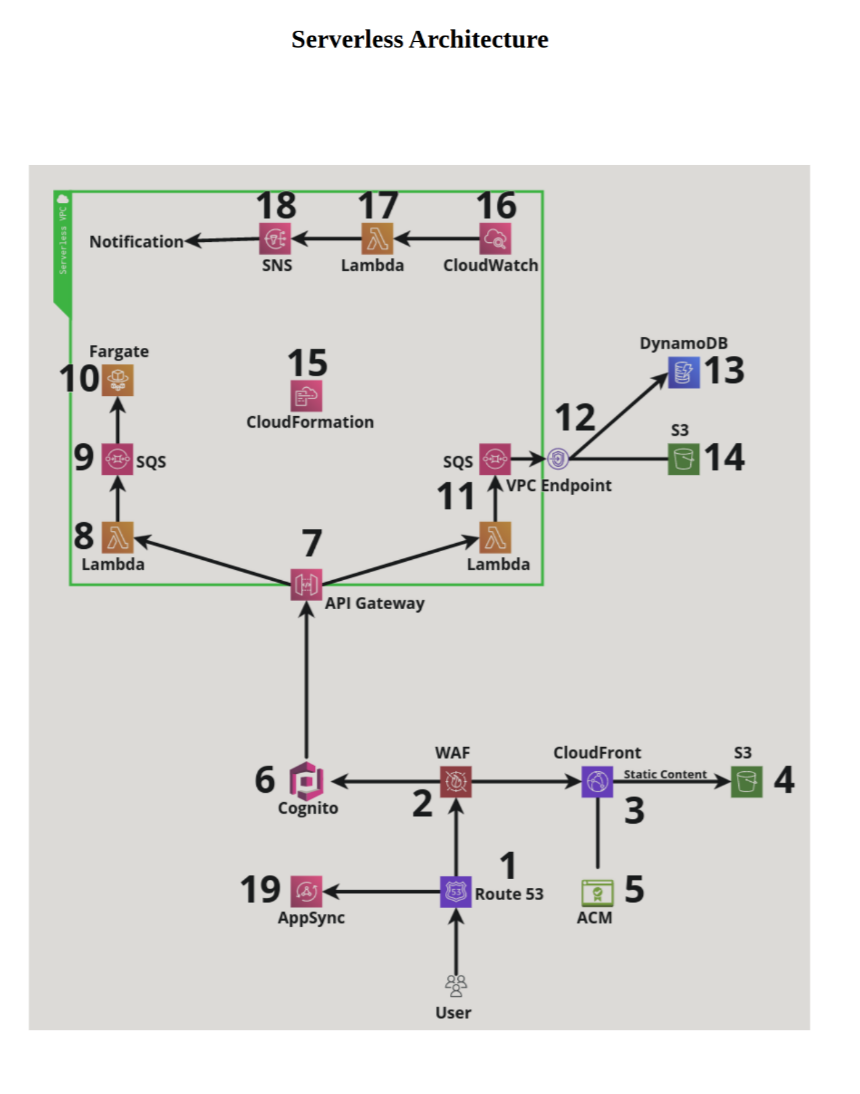 Serverless Architecture
Serverless VPC
18
17
16
Notification
SNS
Lambda
CloudWatch
Fargate
10
15
CloudFormation
DynamoDB
13
12
9
SQS
SQS
S3
14
11
VPC Endpoint
8
Lambda
7
Lambda
API Gateway
WAF
CloudFront
S3
6
Cognito
2
Static Content
3
4
1
19
AppSync
Route 53
5
ACM
User